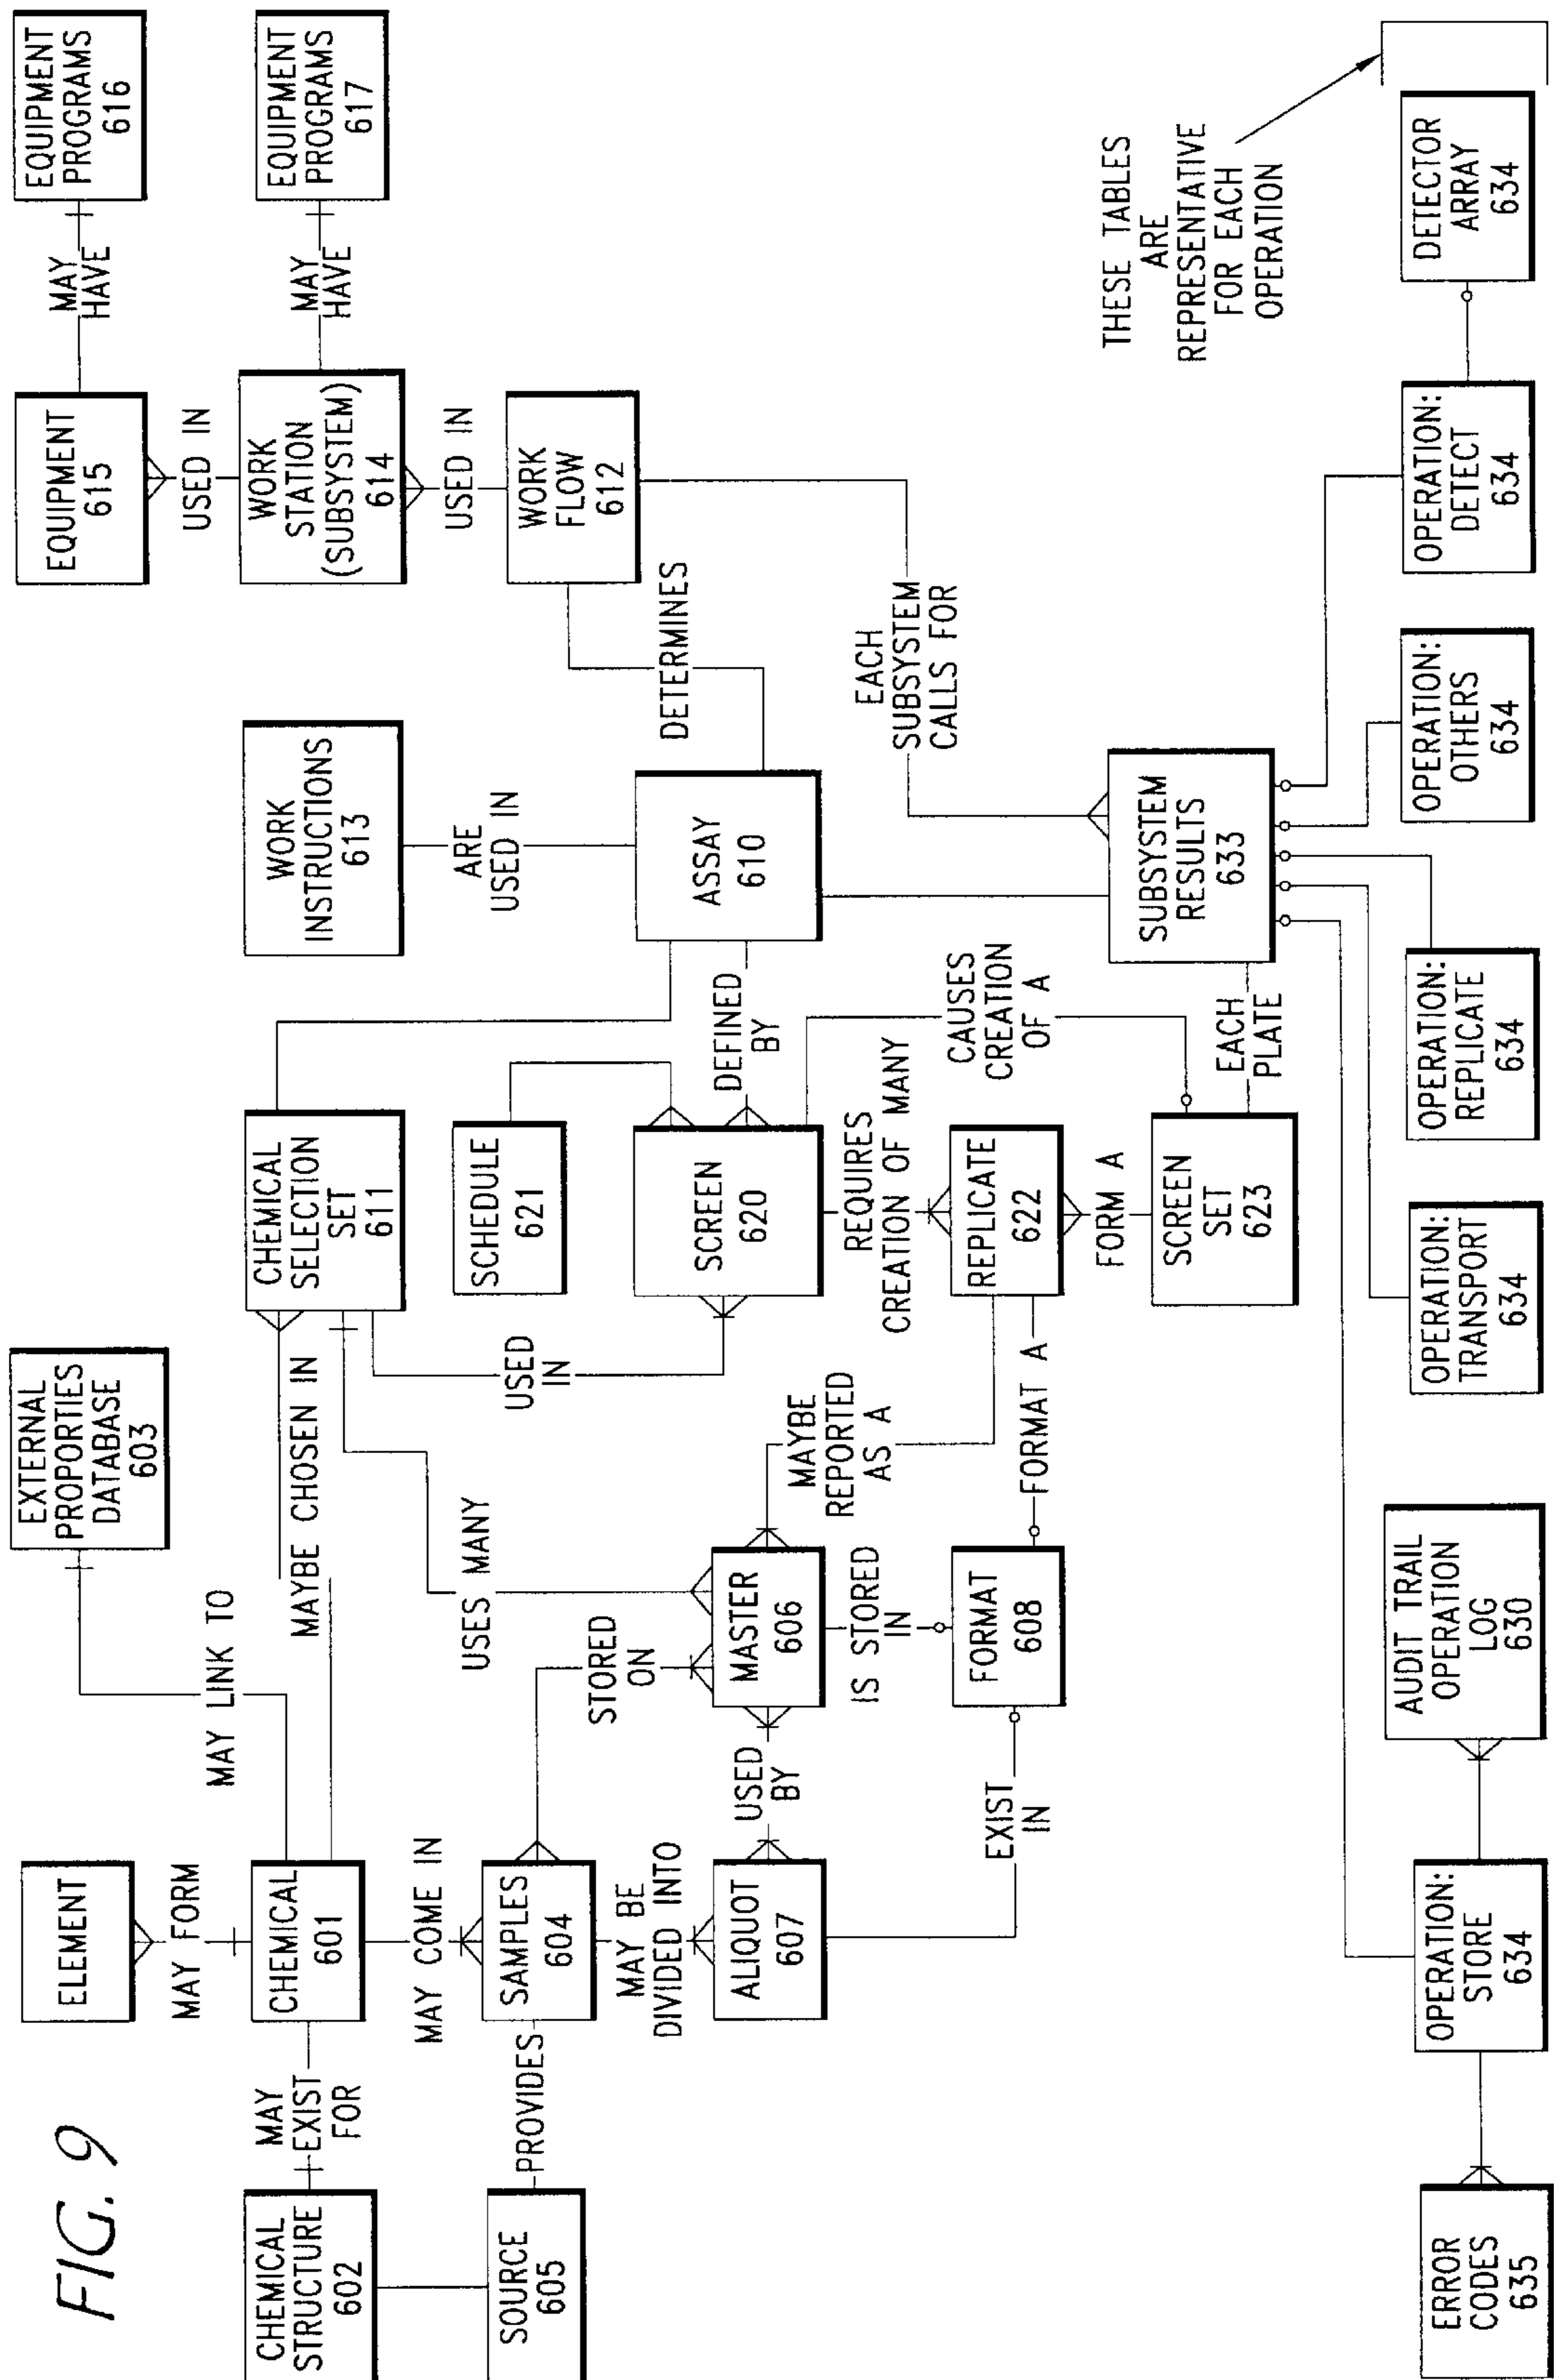 FIG. 9
ELEMENT
MAY FORM
CHEMICAL
601
MAY
EXIST
FOR
CHEMICAL
STRUCTURE
602
SOURCE
605
PROVIDES
MAY COME IN
SAMPLES
604
MAY BE
DIVIDED INTO
ALIQUOT
607
USED
BY
EXIST
IN
STORED
ON
MASTER
606
IS STORED
IN
FORMAT
608
MAY LINK TO
EXTERNAL
PROPORTIES
DATABASE
603
MAYBE CHOSEN IN
USES MANY
MAYBE
REPORTED
AS A
FORMAT A
CHEMICAL
SELECTION
SET
611
USED
IN
SCHEDULE
621
SCREEN
620
REQUIRES
CREATION OF MANY
REPLICATE
622
FORM A
SCREEN
SET
623
DEFINED
BY
CAUSES
CREATION
OF A
EACH
PLATE
WORK
INSTRUCTIONS
613
ARE
USED IN
ASSAY
610
DETERMINES
EQUIPMENT
615
MAY
HAVE
EQUIPMENT
PROGRAMS
616
USED IN
WORK
STATION
(SUBSYSTEM)
614
MAY
HAVE
EQUIPMENT
PROGRAMS
617
USED IN
WORK
FLOW
612
EACH
SUBSYSTEM
CALLS FOR
SUBSYSTEM
RESULTS
633
THESE TABLES
ARE
REPRESENTATIVE
FOR EACH
OPERATION
ERROR
CODES
635
OPERATION:
STORE
634
AUDIT TRAIL
OPERATION
LOG
630
OPERATION:
TRANSPORT
634
OPERATION:
REPLICATE
634
OPERATION:
OTHERS
634
OPERATION:
DETECT
634
DETECTOR
ARRAY
634